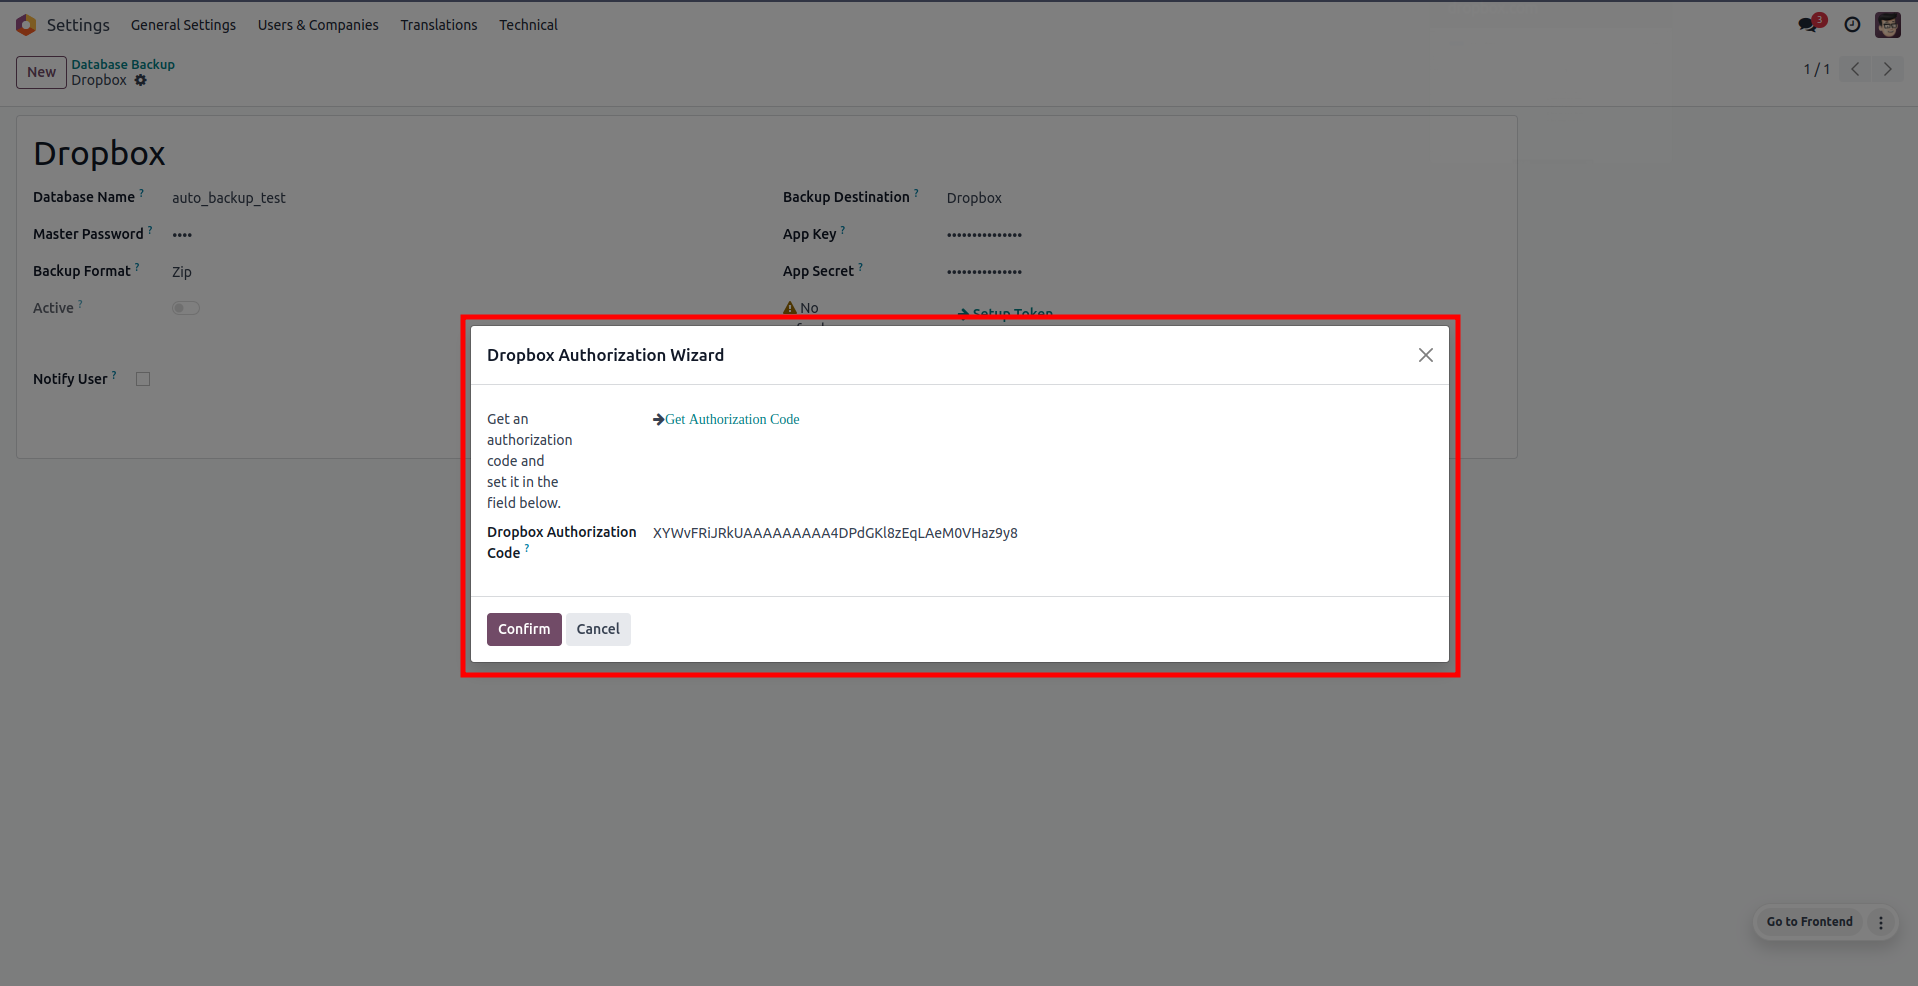 Settings General Settings Users & Companies Translations Technical 3
New Database Backup
Dropbox
1 / 1
Dropbox
Database Name ? auto_backup_test Backup Destination ? Dropbox
Master Password ? •••• App Key ? •••••••••••••••
Backup Format ? Zip App Secret ? •••••••••••••••
Active ? No
Setup Token
Notify User ?
Dropbox Authorization Wizard
Get an
authorization
code and
set it in the
field below.
Get Authorization Code
Dropbox Authorization
Code ?
XYWvFRiJRkUAAAAAAAAA4DPdGKl8zEqLAeM0VHaz9y8
Confirm Cancel
Go to Frontend